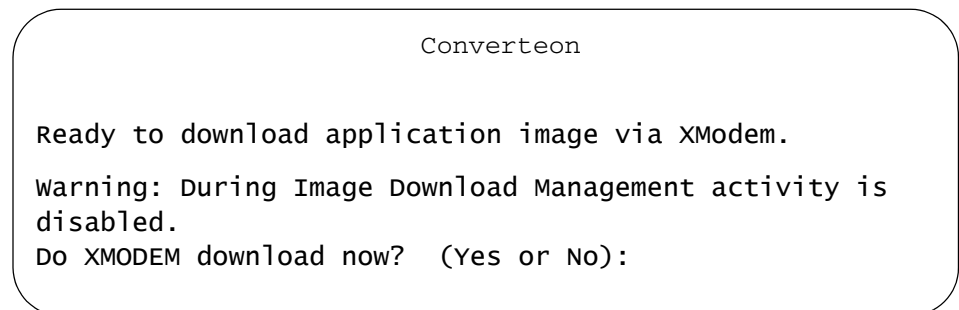 Converteon
Ready to download application image via XModem.
Warning: During Image Download Management activity is
disabled.
Do XMODEM download now?  (Yes or No):